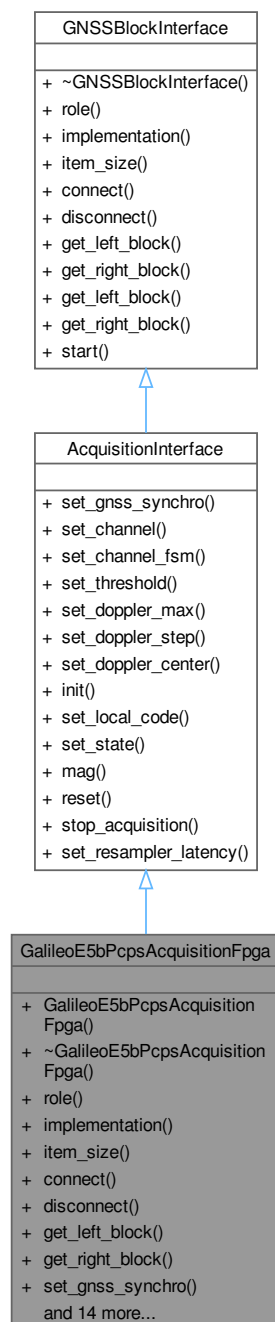 GNSSBlockInterface
+ ~GNSSBlockInterface()
+ role()
+ implementation()
+ item_size()
+ connect()
+ disconnect()
+ get_left_block()
+ get_right_block()
+ get_left_block()
+ get_right_block()
+ start()
AcquisitionInterface
+ set_gnss_synchro()
+ set_channel()
+ set_channel_fsm()
+ set_threshold()
+ set_doppler_max()
+ set_doppler_step()
+ set_doppler_center()
+ init()
+ set_local_code()
+ set_state()
+ mag()
+ reset()
+ stop_acquisition()
+ set_resampler_latency()
GalileoE5bPcpsAcquisitionFpga
+ GalileoE5bPcpsAcquisition
Fpga()
+ ~GalileoE5bPcpsAcquisition
Fpga()
+ role()
+ implementation()
+ item_size()
+ connect()
+ disconnect()
+ get_left_block()
+ get_right_block()
+ set_gnss_synchro()
and 14 more...